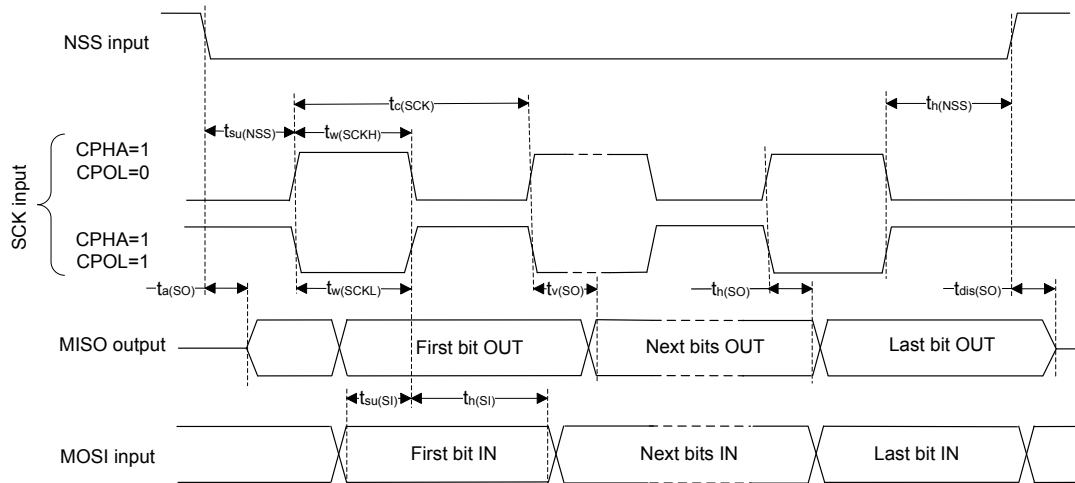 NSS input
tc(SCK)
th(NSS)
tsu(NSS)
tw(SCKH)
SCK input
CPHA=1
CPOL=0
CPHA=1
CPOL=1
ta(SO)
tw(SCKL)
tv(SO)
th(SO)
tdis(SO)
MISO output
First bit OUT
Next bits OUT
Last bit OUT
tsu(SI)
th(SI)
MOSI input
First bit IN
Next bits IN
Last bit IN